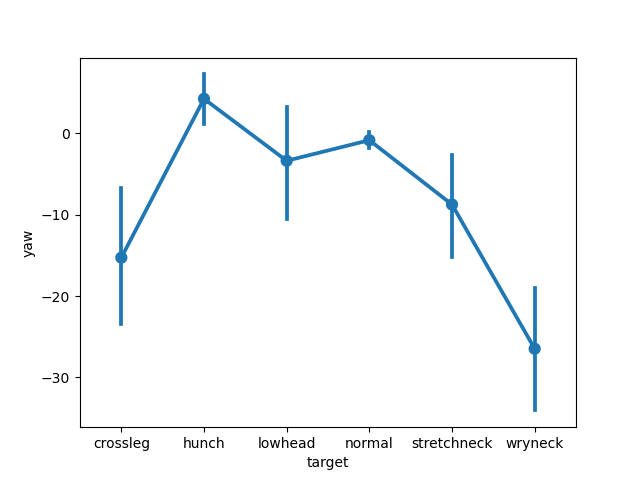 yaw
0
−10
−20
−30
crossleg hunch lowhead normal stretchneck wryneck
target